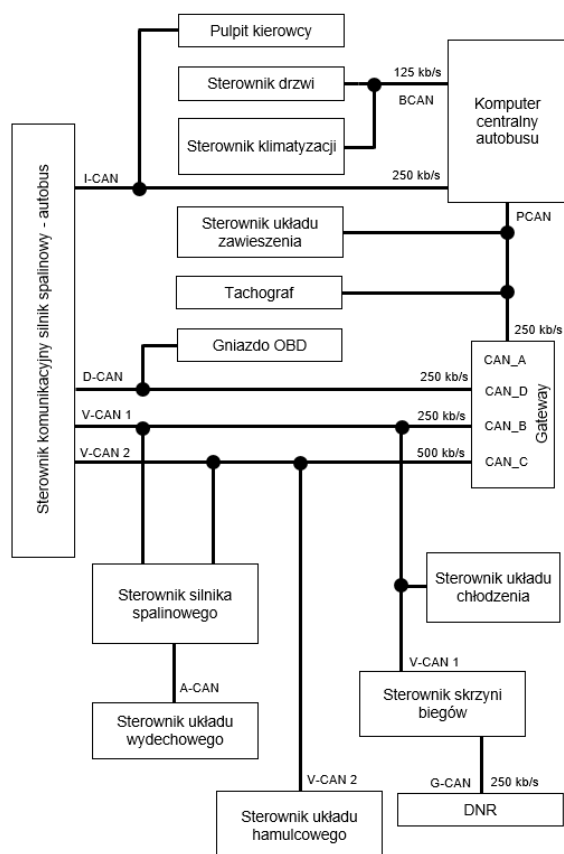 Pulpit kierowcy
Sterownik drzwi
125 kb/s
BCAN
Komputer
centralny
autobusu
Sterownik klimatyzacji
I-CAN
250 kb/s
Sterownik komunikacyjny silnik spalinowy - autobus
Sterownik układu
zawieszenia
PCAN
Tachograf
250 kb/s
Gniazdo OBD
CAN_A
D-CAN
250 kb/s
CAN_D
V-CAN 1
250 kb/s
CAN_B
Gateway
V-CAN 2
500 kb/s
CAN_C
Sterownik silnika
spalinowego
Sterownik układu
chłodzenia
V-CAN 1
A-CAN
Sterownik skrzyni
biegów
Sterownik układu
wydechowego
V-CAN 2
G-CAN
250 kb/s
Sterownik układu
hamulcowego
DNR